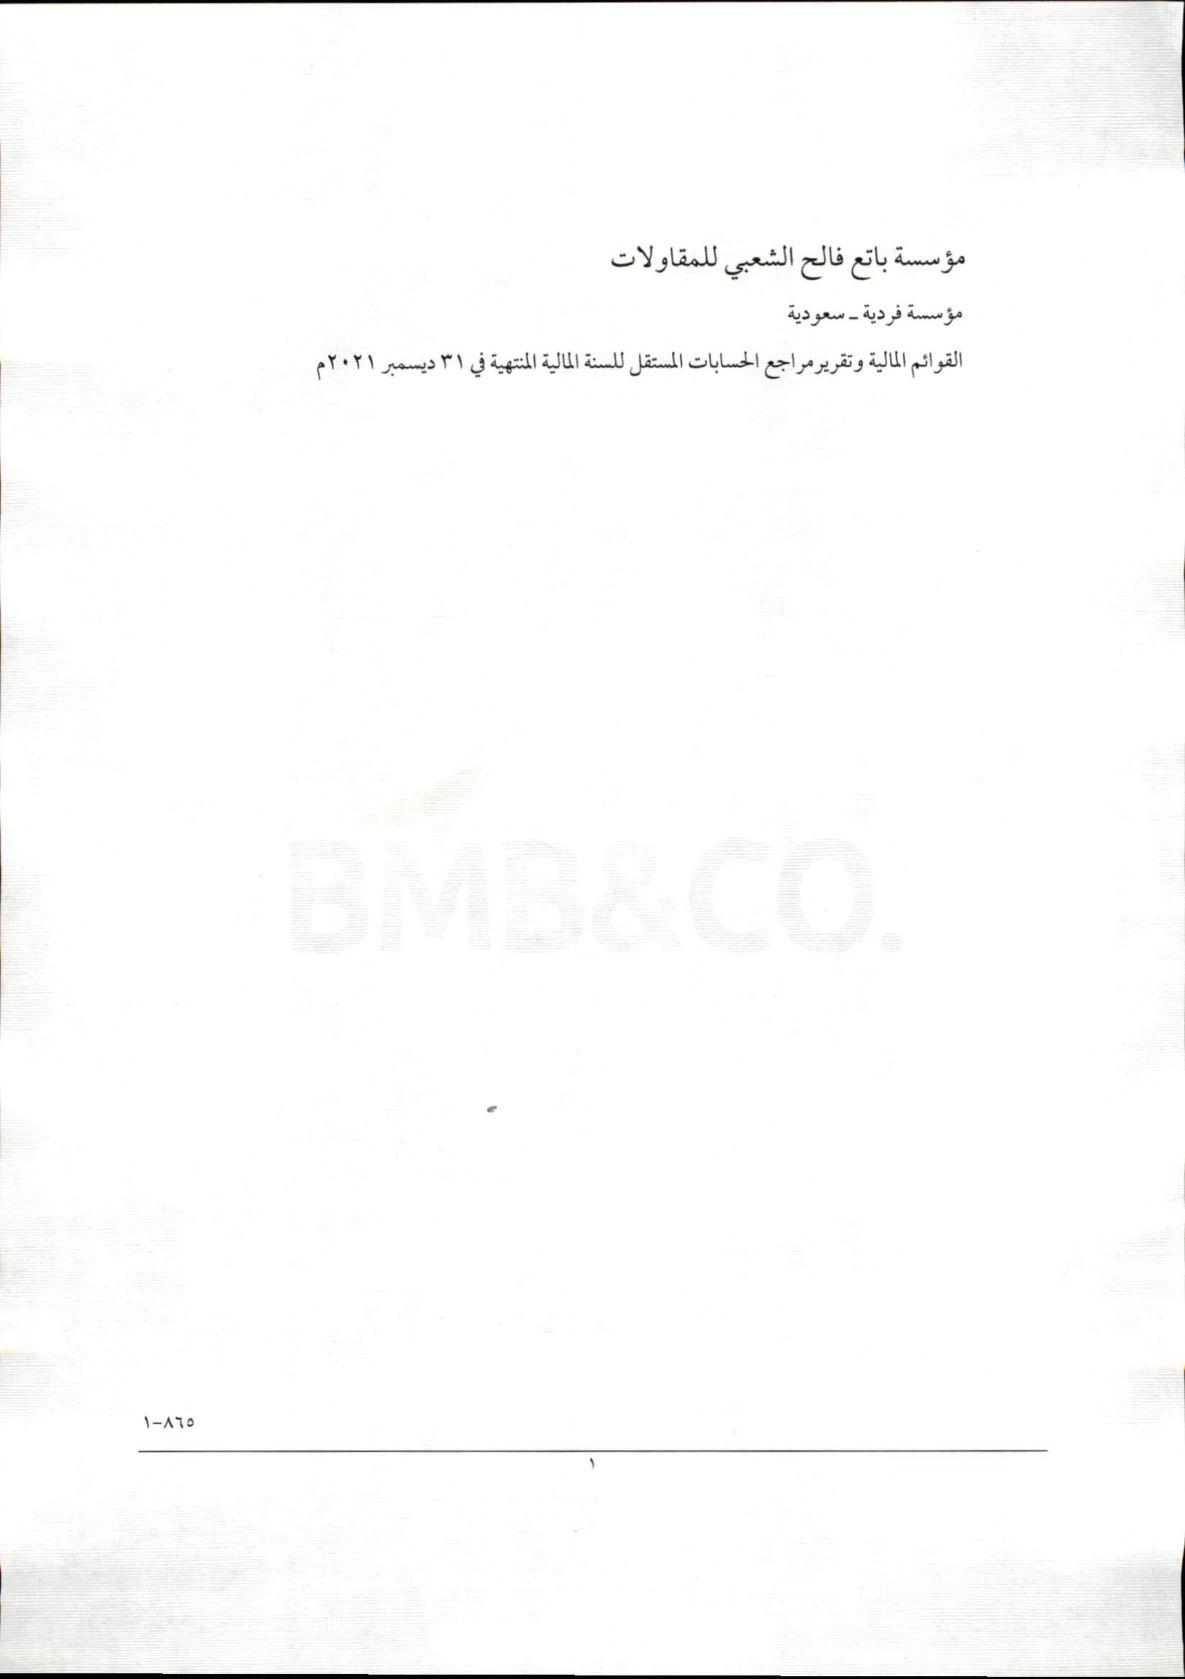 مؤسسة باتع فالح الشعبي للمقاولات
مؤسسة فردية – سعودية
القوائم المالية وتقرير مراجع الحسابات المستقل للسنة المالية المنتهية في ٣١ ديسمبر ٢٠٢١م
BMB&CO.
١-٨٦٥
١